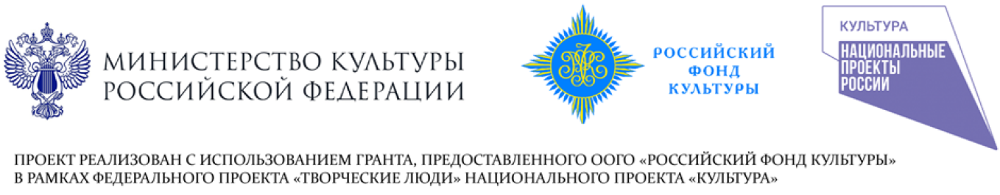 МИНИСТЕРСТВО КУЛЬТУРЫ
РОССИЙСКОЙ ФЕДЕРАЦИИ
РОССИЙСКИЙ
ФОНД
КУЛЬТУРЫ
КУЛЬТУРА
НАЦИОНАЛЬНЫЕ
ПРОЕКТЫ
РОССИИ
ПРОЕКТ РЕАЛИЗОВАН С ИСПОЛЬЗОВАНИЕМ ГРАНТА, ПРЕДОСТАВЛЕННОГО ООГО «РОССИЙСКИЙ ФОНД КУЛЬТУРЫ»
В РАМКАХ ФЕДЕРАЛЬНОГО ПРОЕКТА «ТВОРЧЕСКИЕ ЛЮДИ» НАЦИОНАЛЬНОГО ПРОЕКТА «КУЛЬТУРА»